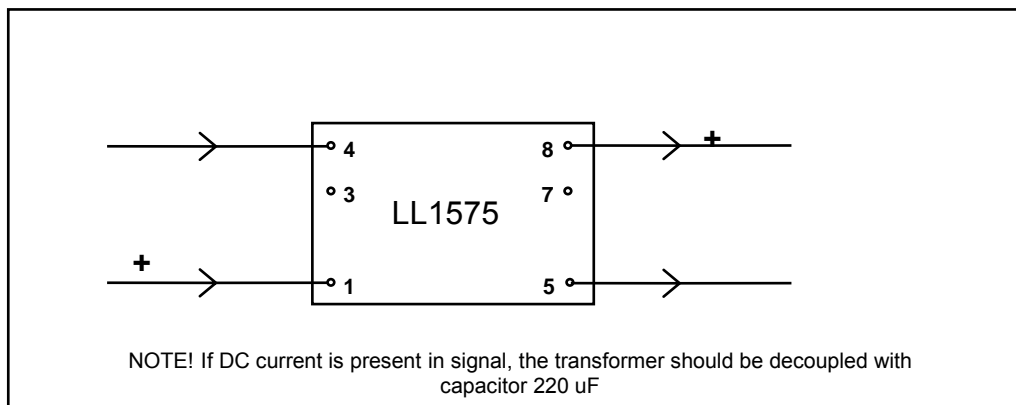 4 8 +
3 7
LL1575
+
1 5
NOTE! If DC current is present in signal, the transformer should be decoupled with
capacitor 220 uF